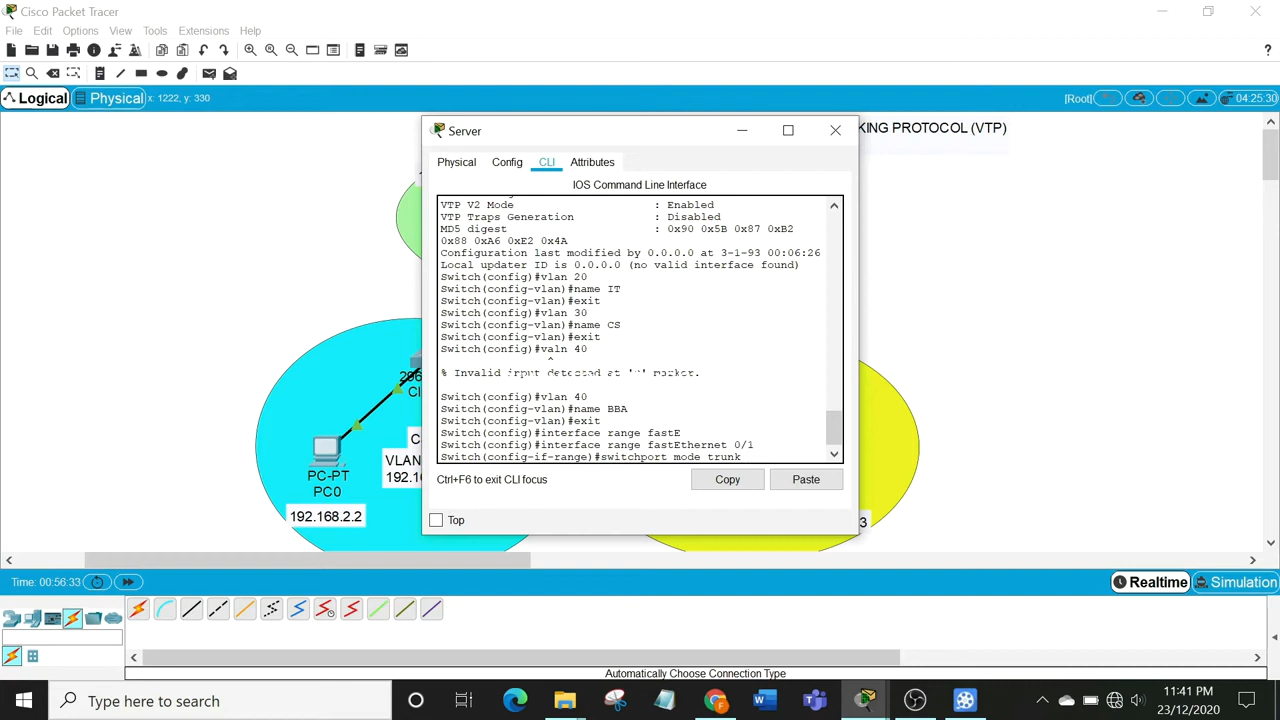 Cisco Packet Tracer
File Edit Options View Tools Extensions Help
?
Logical Physical x: 1222, y: 330 [Root] 04:25:30
KING PROTOCOL (VTP)
Server
Physical Config CLI Attributes
IOS Command Line Interface
VTP V2 Mode : Enabled
VTP Traps Generation : Disabled
MD5 digest : 0x90 0x5B 0x87 0xB2
0x88 0xA6 0xE2 0x4A
Configuration last modified by 0.0.0.0 at 3-1-93 00:06:26
Local updater ID is 0.0.0.0 (no valid interface found)
Switch(config)#vlan 20
Switch(config-vlan)#name IT
Switch(config-vlan)#exit
Switch(config)#vlan 30
Switch(config-vlan)#name CS
Switch(config-vlan)#exit
Switch(config)#valn 40
^
% Invalid input detected at '^' marker.
Switch(config)#vlan 40
Switch(config-vlan)#name BBA
Switch(config-vlan)#exit
Switch(config)#interface range fastE
Switch(config)#interface range fastEthernet 0/1
Switch(config-if-range)#switchport mode trunk
Ctrl+F6 to exit CLI focus
Copy Paste
Top
296
Cl
C
VLAN
192.16
PC-PT
PC0
192.168.2.2
3
Time: 00:56:33
Realtime Simulation
Automatically Choose Connection Type
Type here to search
11:41 PM
23/12/2020